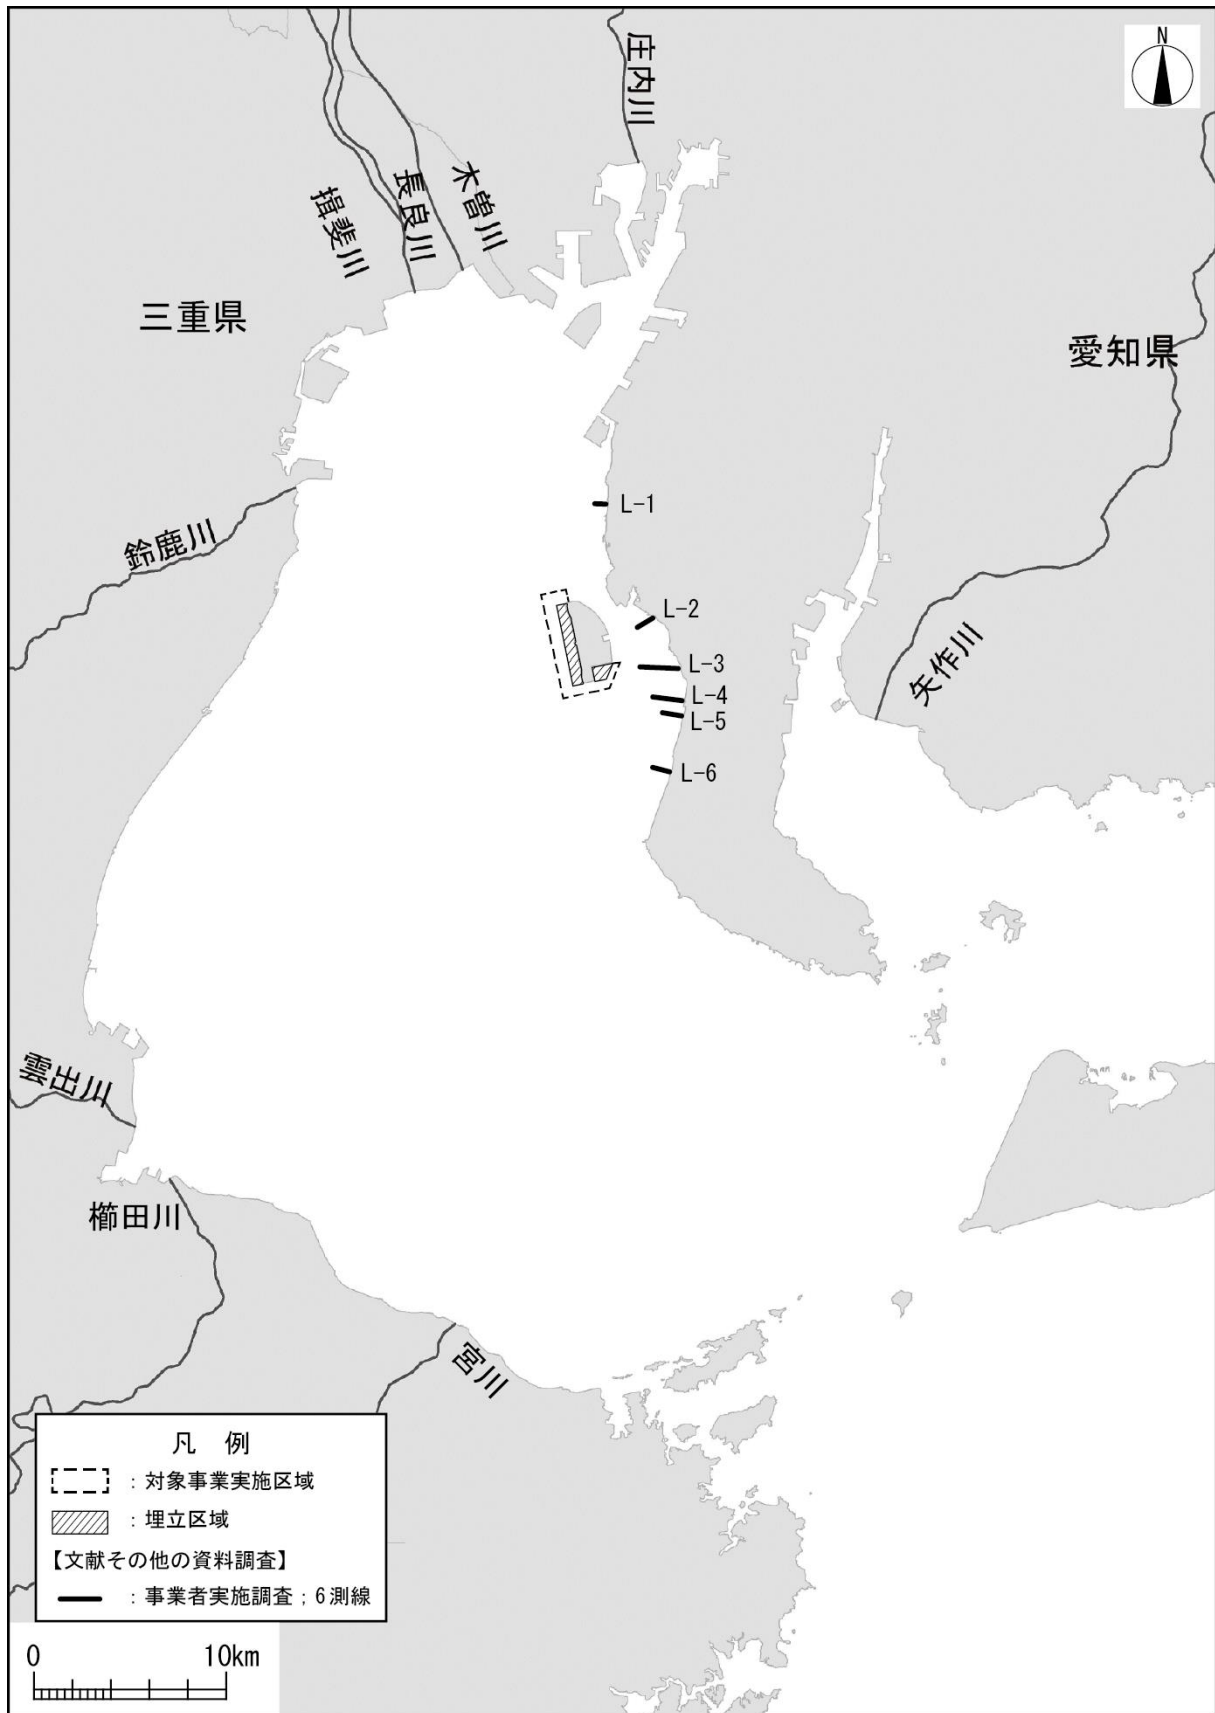 N
庄内川
木曽川
長良川
揖斐川
三重県
愛知県
L-1
鈴鹿川
L-2
L-3
矢作川
L-4
L-5
L-6
雲出川
櫛田川
宮川
凡 例
：対象事業実施区域
：埋立区域
【文献その他の資料調査】
：事業者実施調査；6測線
0 10km